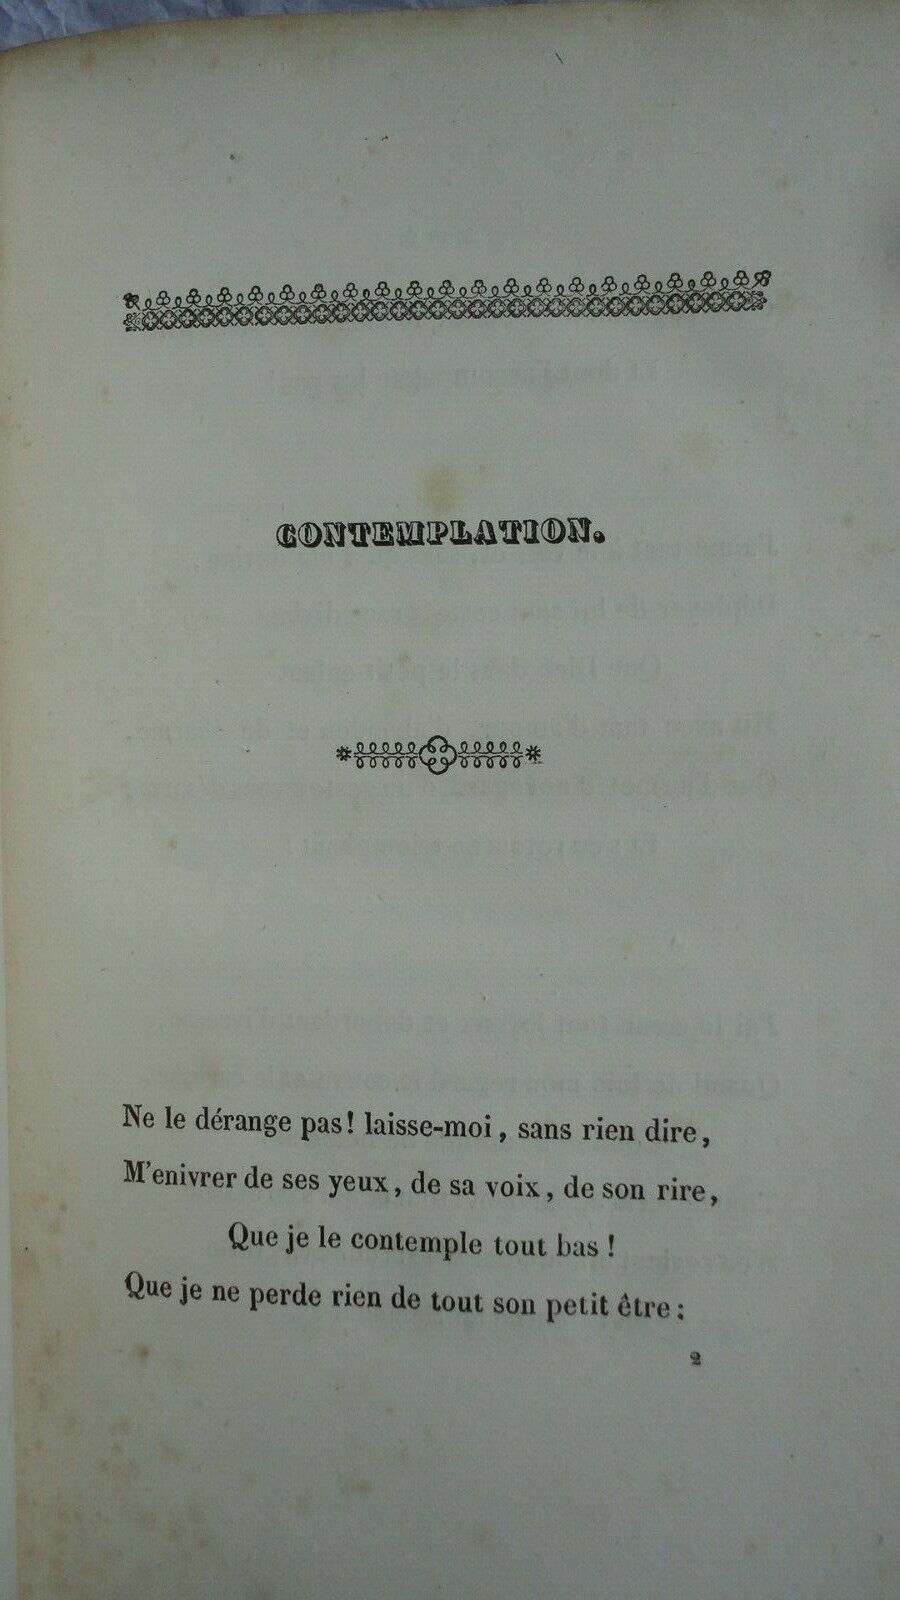 CONTEMPLATION.
Ne le dérange pas! laisse-moi, sans rien dire,
M'enivrer de ses yeux, de sa voix, de son rire,
Que je le contemple tout bas !
Que je ne perde rien de tout son petit être :
2